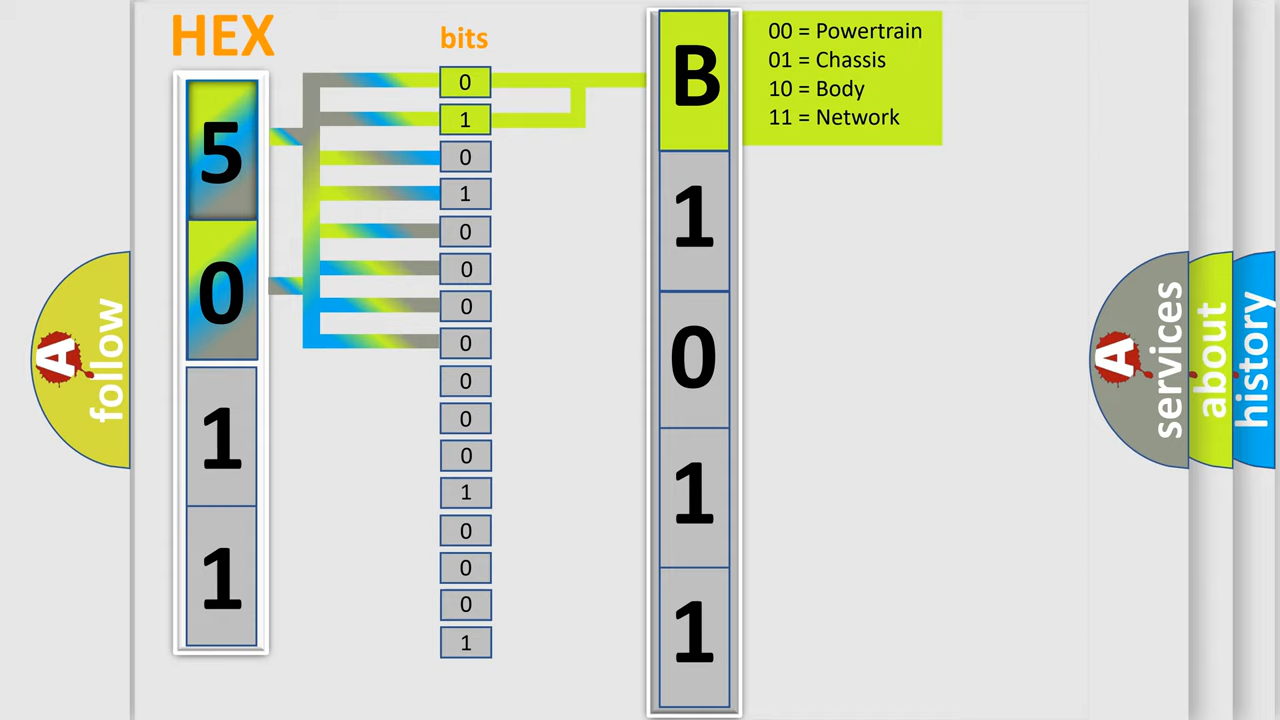 HEX
bits
5
0
1
1
0
1
0
1
0
0
0
0
0
0
0
1
0
0
0
1
B
1
0
1
1
00 = Powertrain
01 = Chassis
10 = Body
11 = Network
A
follow
A
services
about
history